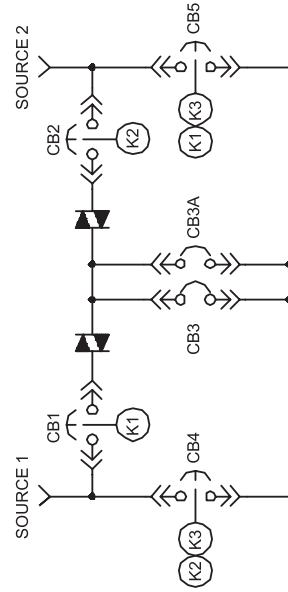 SOURCE 1
SOURCE 2
CB1
K1
CB2
K2
CB4
K2
K3
CB3
CB3A
CB5
K1
K3